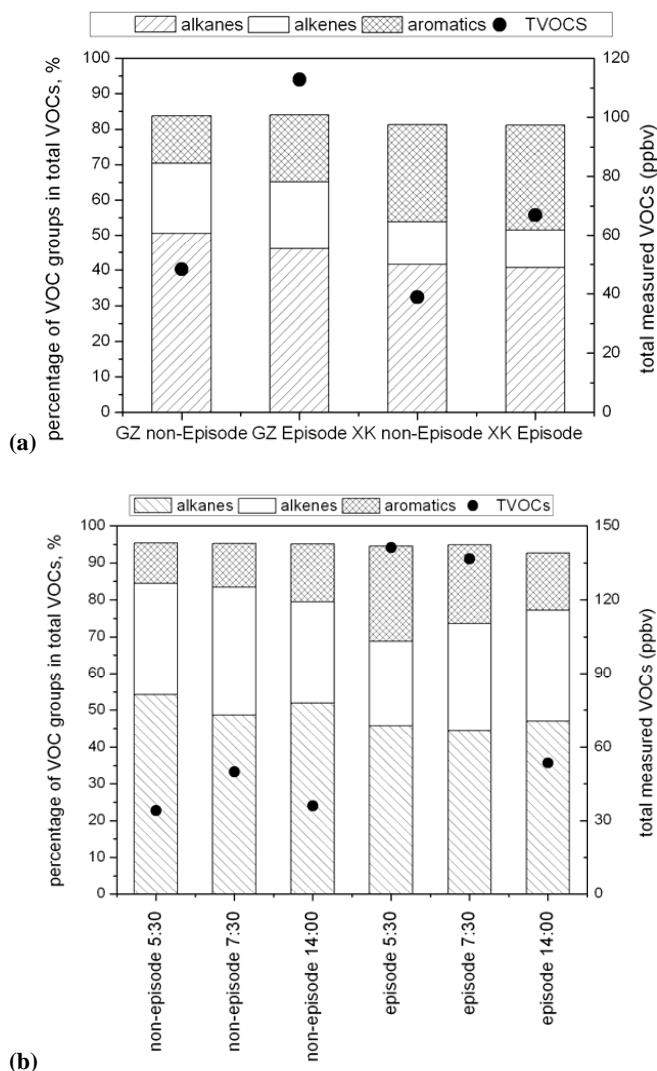 alkanes alkenes aromatics TVOCS
percentage of VOC groups in total VOCs, %
100
90
80
70
60
50
40
30
20
10
0
120
100
80
60
40
20
0
total measured VOCs (ppbv)
GZ non-Episode GZ Episode XK non-Episode XK Episode
(a)
alkanes alkenes aromatics TVOCs
percentage of VOC groups in total VOCs, %
100
90
80
70
60
50
40
30
20
10
0
150
120
90
60
30
0
total measured VOCs (ppbv)
non-episode 5:30
non-episode 7:30
non-episode 14:00
episode 5:30
episode 7:30
episode 14:00
(b)